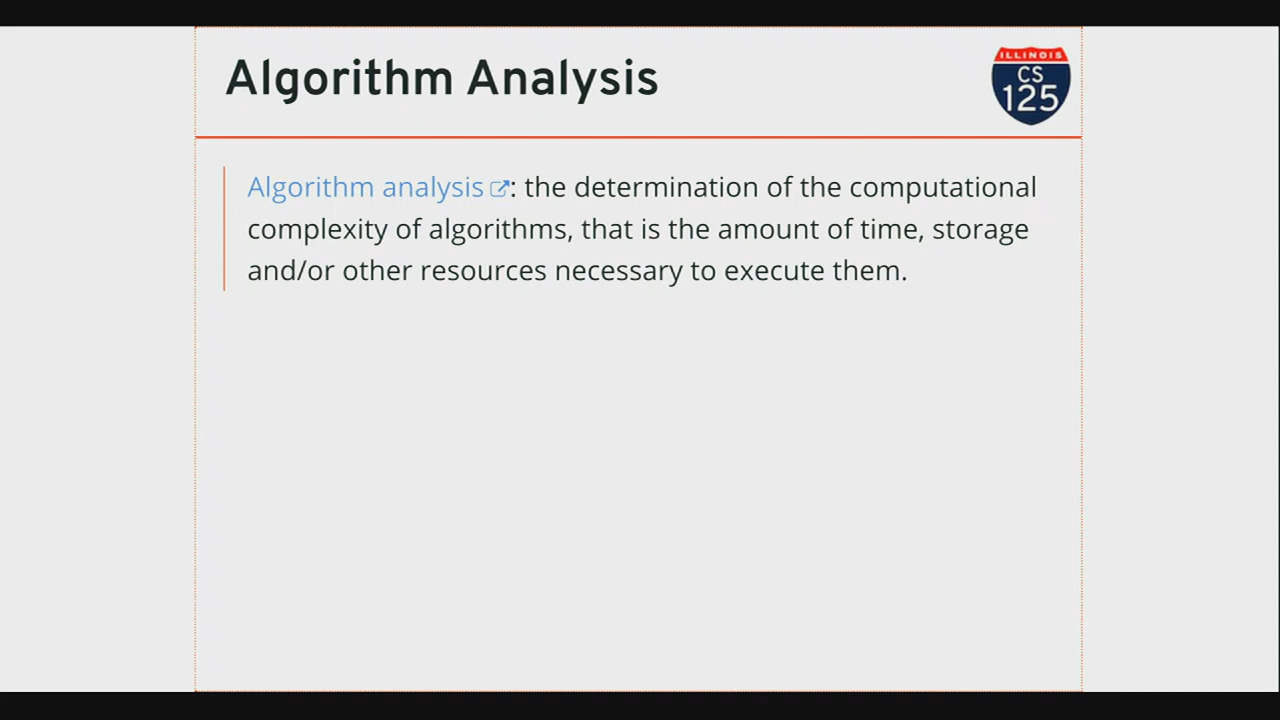 Algorithm Analysis
ILLINOIS
CS
125
Algorithm analysis: the determination of the computational
complexity of algorithms, that is the amount of time, storage
and/or other resources necessary to execute them.